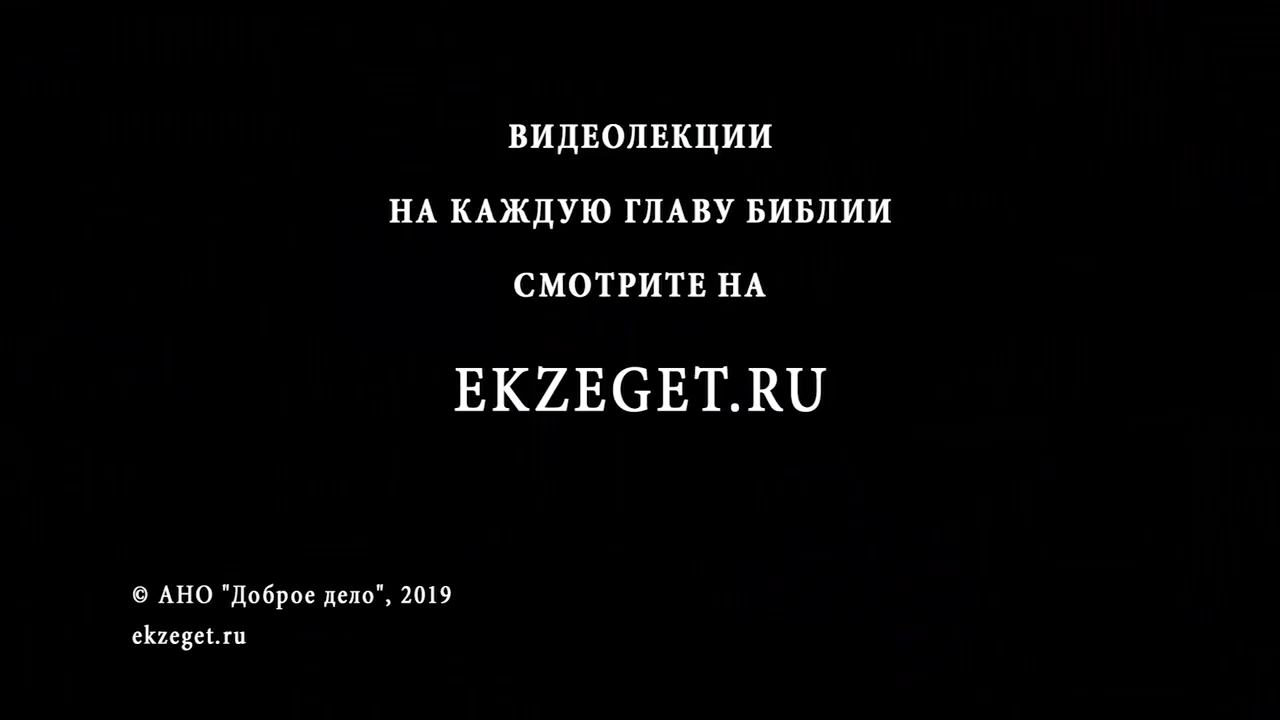 ВИДЕОЛЕКЦИИ
НА КАЖДУЮ ГЛАВУ БИБЛИИ
СМОТРИТЕ НА
EKZEGET.RU
© АНО "Доброе дело", 2019
ekzeget.ru